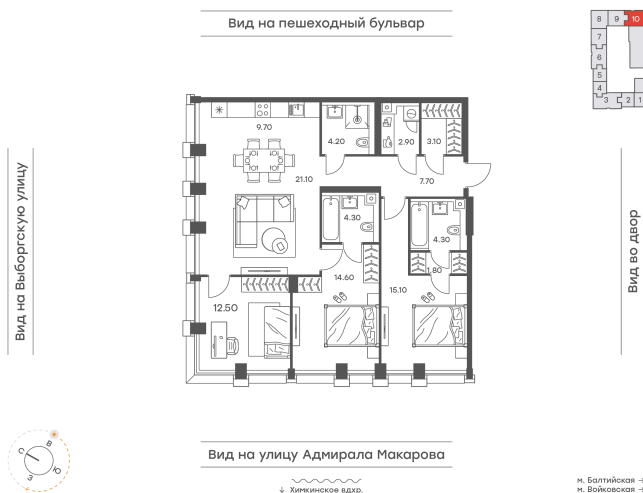 Вид на пешеходный бульвар
8
9
10
7
6
5
4
3
2
1
Вид на Выборгскую улицу
Вид во двор
9.70
4.20
2.90
3.10
21.10
7.70
4.30
4.30
14.60
1.80
15.10
12.50
Вид на улицу Адмирала Макарова
С
В
З
Ю
↓ Химкинское вдхр.
м. Балтийская
м. Войковская